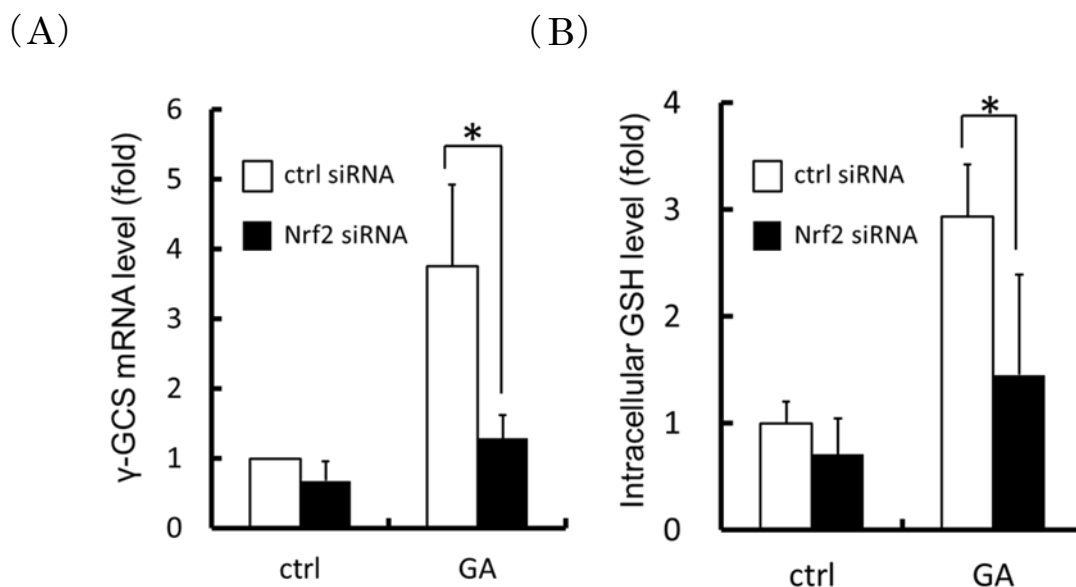 (A)
γ-GCS mRNA level (fold)
6
5
4
3
2
1
0
*
ctrl siRNA
Nrf2 siRNA
ctrl
GA
(B)
Intracellular GSH level (fold)
4
3
2
1
0
*
ctrl siRNA
Nrf2 siRNA
ctrl
GA